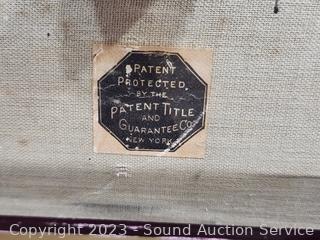 PATENT
PROTECTED
BY THE
PATENT TITLE
AND
GUARANTEE CO.
NEW YORK
Copyright 2023 - Sound Auction Service